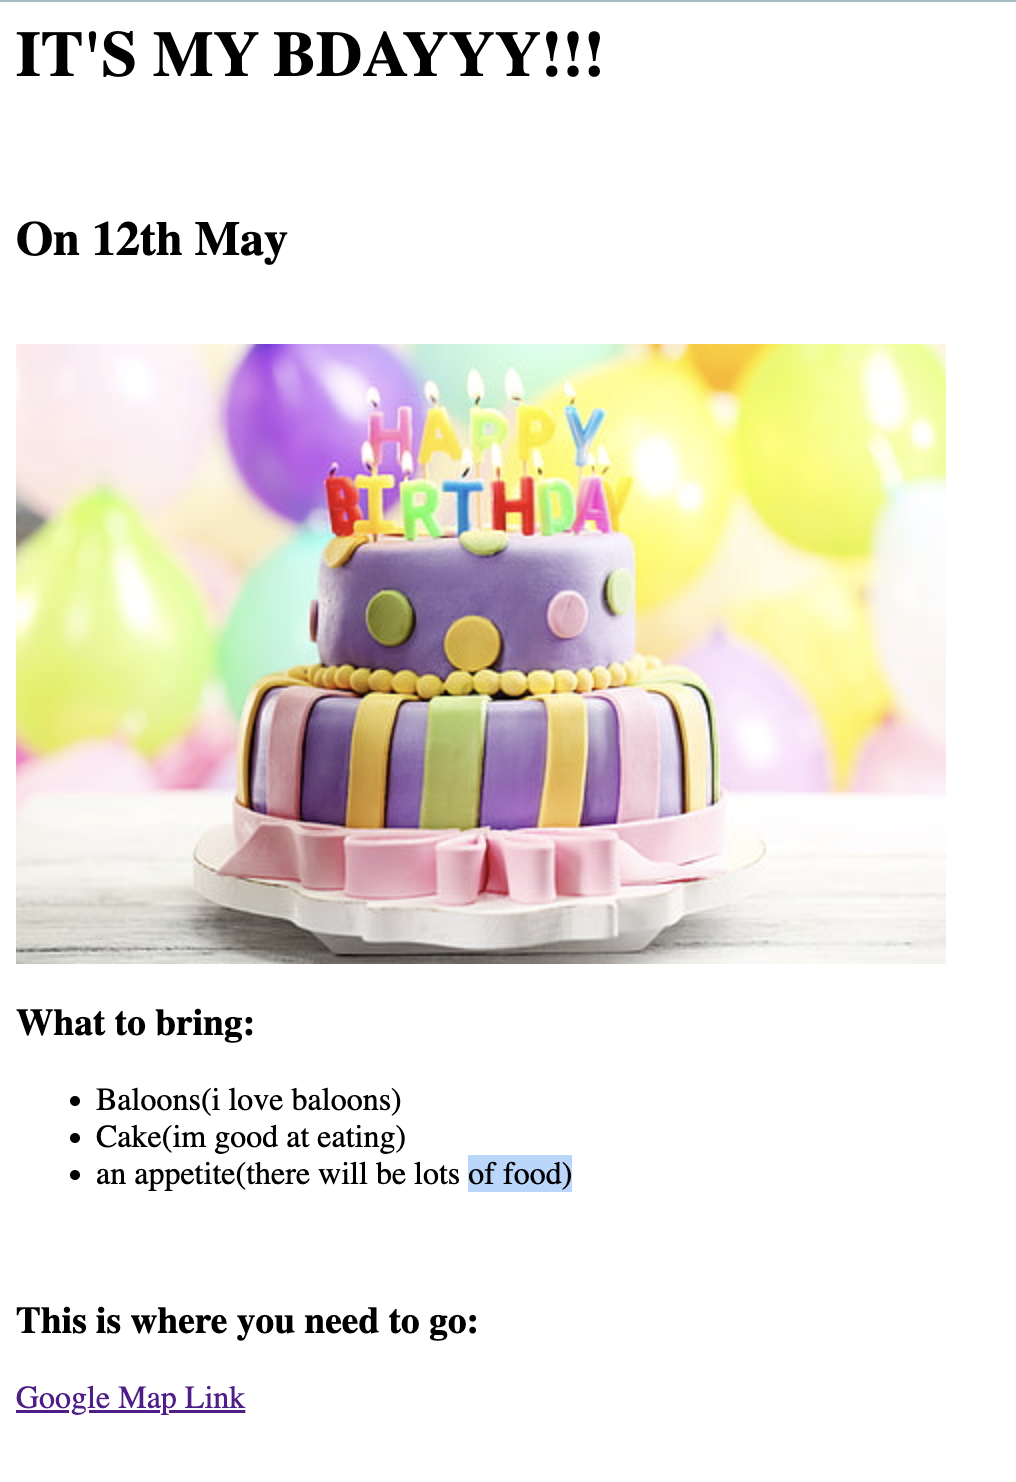 IT'S MY BDAYYY!!!
On 12th May
HAPPY
BIRTHDAY
What to bring:
Baloons(i love baloons)
Cake(im good at eating)
an appetite(there will be lots of food)
This is where you need to go:
Google Map Link